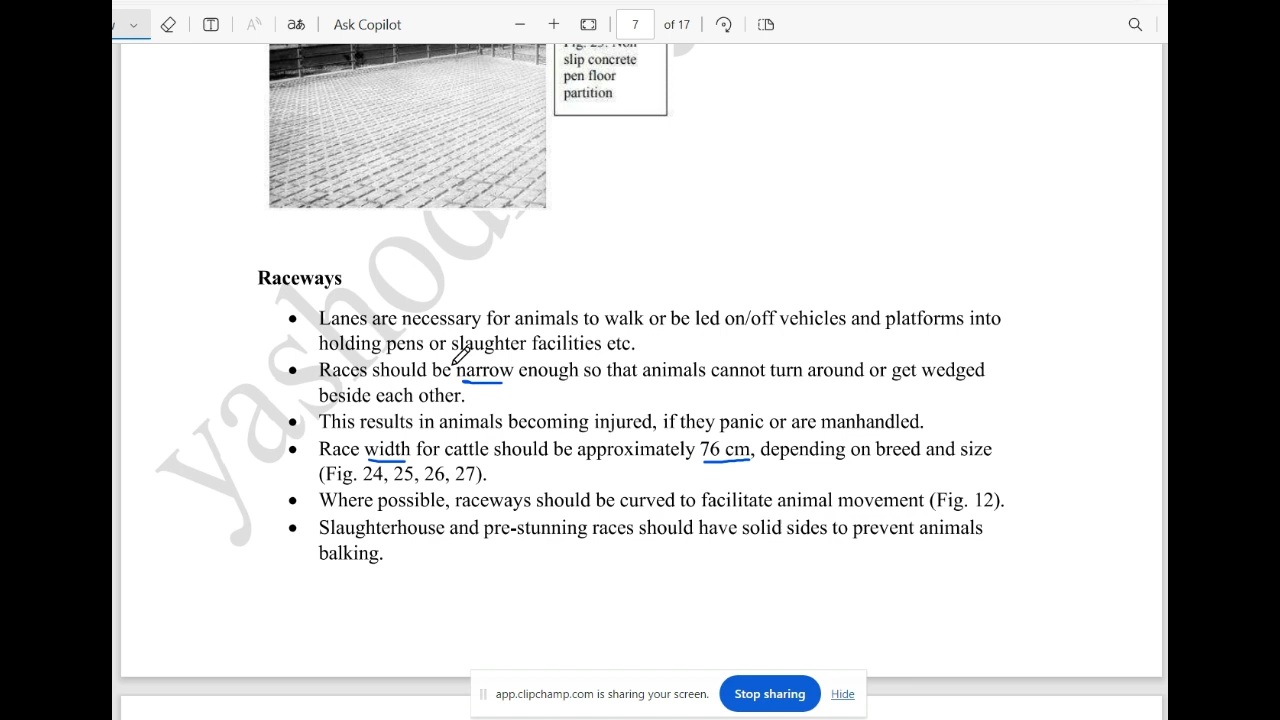 Ask Copilot
7 of 17
slip concrete
pen floor
partition
Raceways
• Lanes are necessary for animals to walk or be led on/off vehicles and platforms into
holding pens or slaughter facilities etc.
• Races should be narrow enough so that animals cannot turn around or get wedged
beside each other.
• This results in animals becoming injured, if they panic or are manhandled.
• Race width for cattle should be approximately 76 cm, depending on breed and size
(Fig. 24, 25, 26, 27).
• Where possible, raceways should be curved to facilitate animal movement (Fig. 12).
• Slaughterhouse and pre-stunning races should have solid sides to prevent animals
balking.
app.clipchamp.com is sharing your screen. Stop sharing Hide